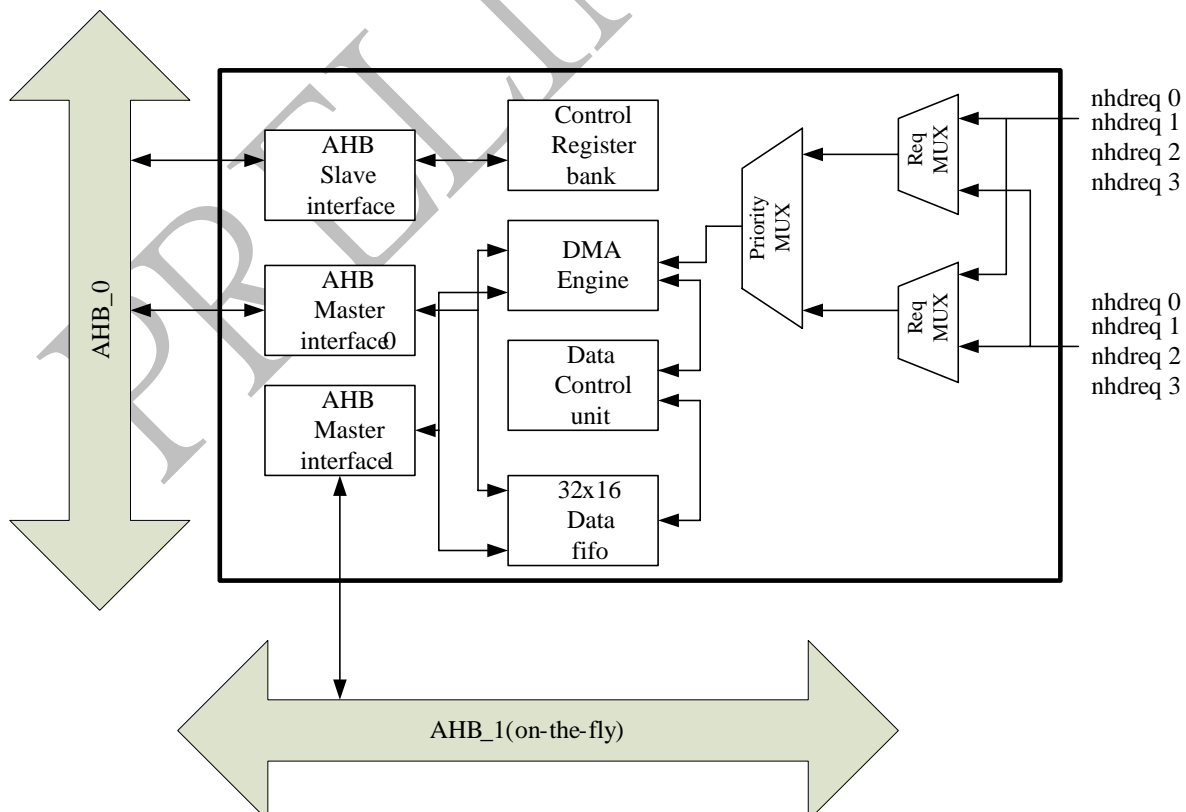 PRELI
AHB_0
AHB
Slave
interface
Control
Register
bank
AHB
Master
interface0
DMA
Engine
AHB
Master
interface1
Data
Control
unit
32x16
Data
fifo
Priority
MUX
Req
MUX
Req
MUX
nhdreq 0
nhdreq 1
nhdreq 2
nhdreq 3
nhdreq 0
nhdreq 1
nhdreq 2
nhdreq 3
AHB_1(on-the-fly)